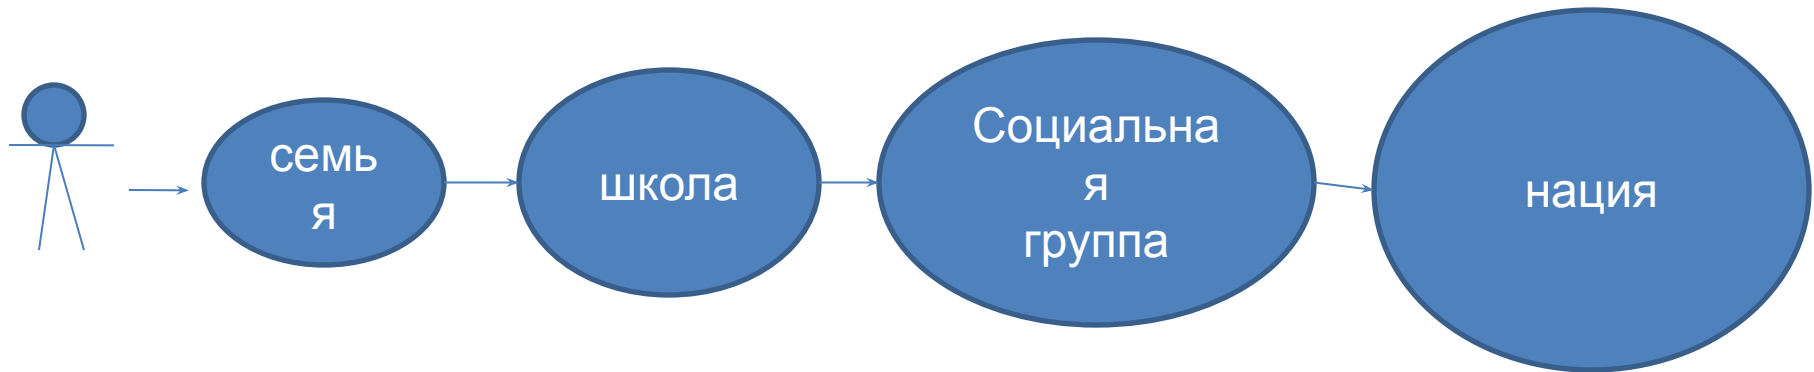 семь
я
школа
Социальна
я
группа
нация